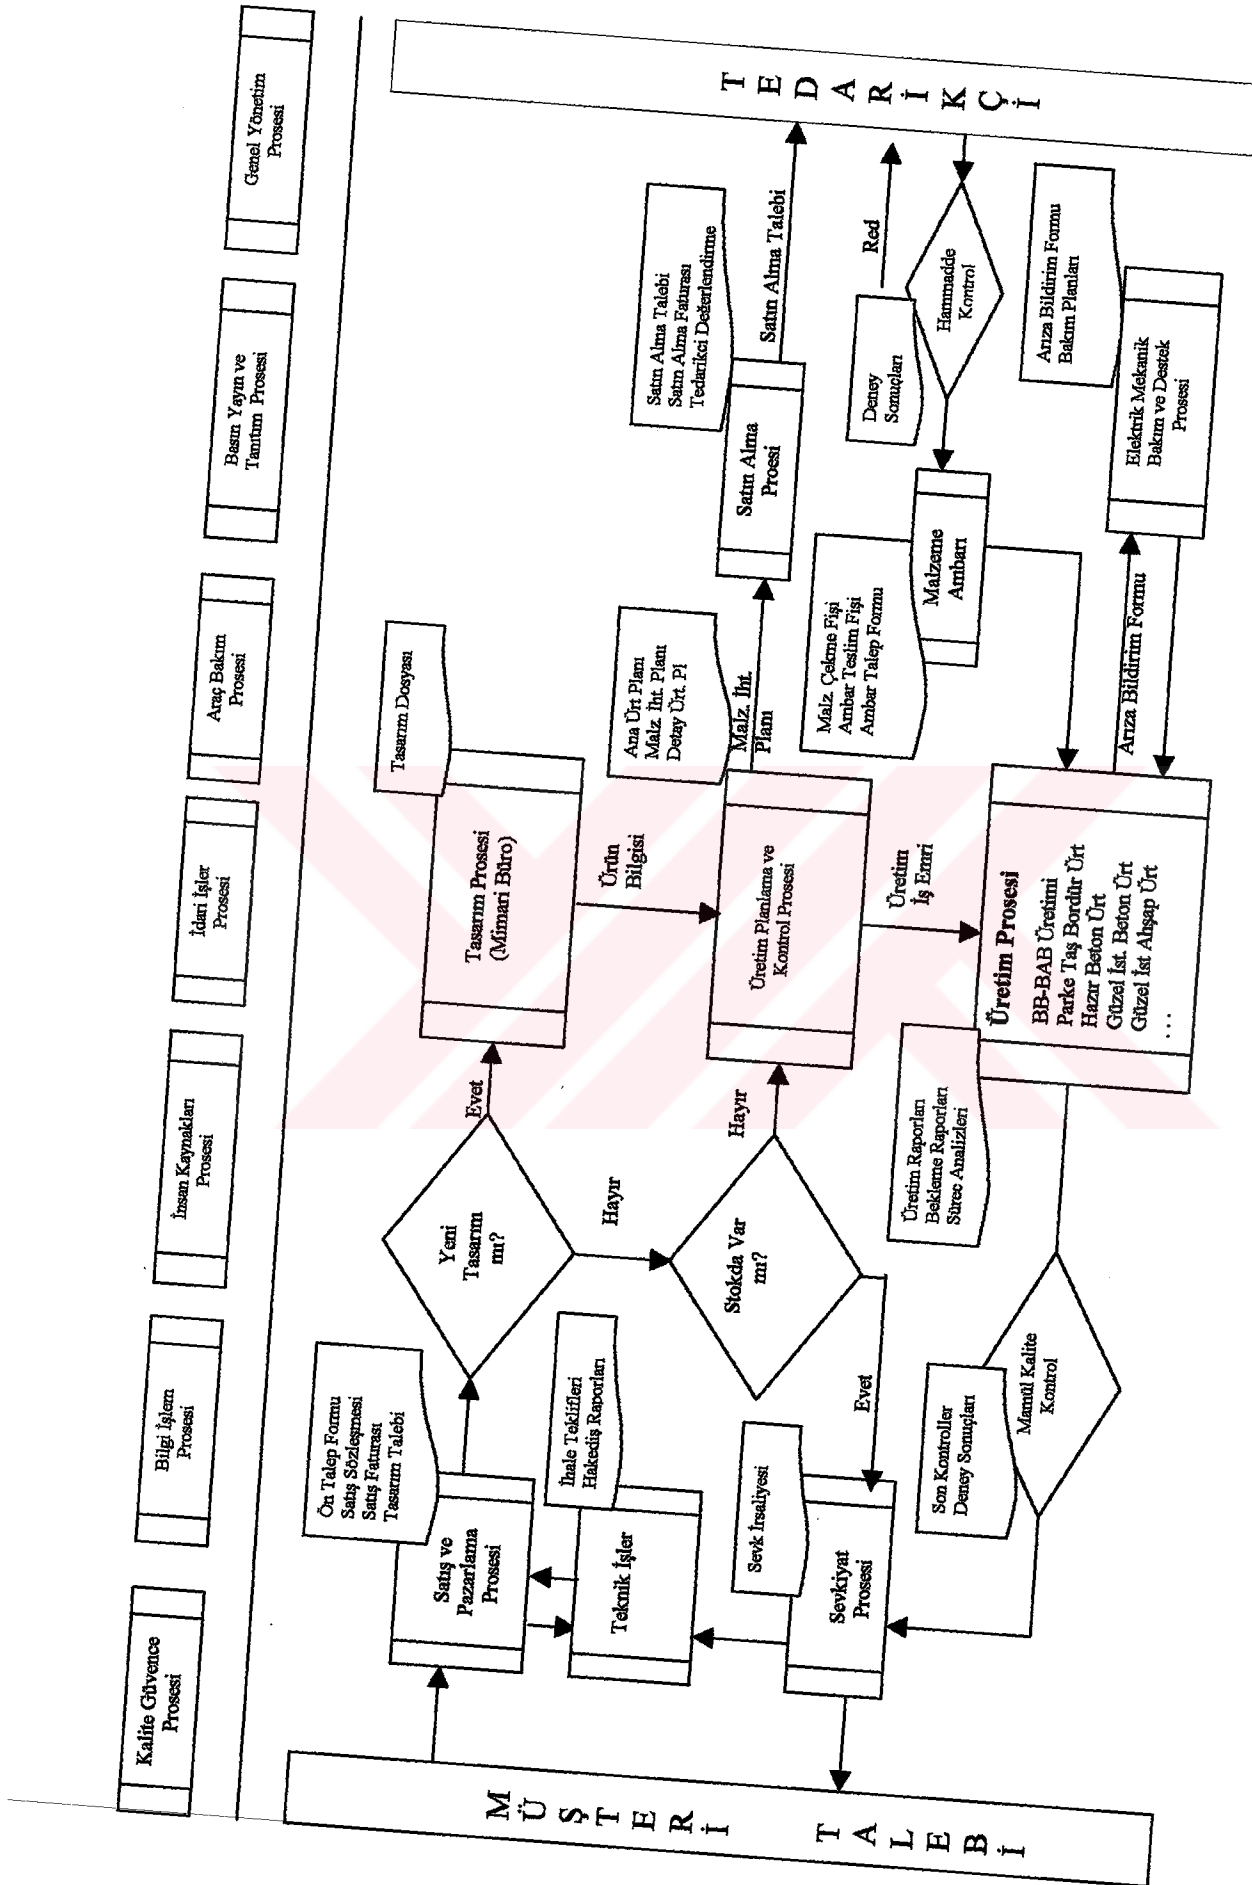 Kalite Güvence
Prosesi
Bilgi İşlem
Prosesi
İnsan Kaynakları
Prosesi
İdari İşler
Prosesi
Araç Bakım
Prosesi
Basın Yayın ve
Tanıtım Prosesi
Genel Yönetim
Prosesi
MÜŞTERİ TALEBİ
Ön Talep Formu
Satış Sözleşmesi
Satış Faturası
Tasarım Talebi
Satış ve
Pazarlama
Prosesi
Yeni
Tasarım
mı?
Evet
Hayır
Tasarım Dosyası
Tasarım Prosesi
(Mimari Büro)
Ürün
Bilgisi
İhale Teklifleri
Hakediş Raporları
Teknik İşler
Stokda Var
mı?
Hayır
Evet
Ana Ürt Planı
Malz. İht. Planı
Detay Ürt. Pl
Üretim Planlama ve
Kontrol Prosesi
Malz. İht.
Planı
Satın Alma Talebi
Satın Alma Faturası
Tedarikci Değerlendirme
Satın Alma
Proesi
Satın Alma Talebi
TEDARİKÇİ
Red
Deney
Sonuçları
Hammadde
Kontrol
Malz. Çekme Fişi
Ambar Teslim Fişi
Ambar Talep Formu
Malzeme
Ambarı
Üretim
İş Emri
Sevk İrsaliyesi
Sevkiyat
Prosesi
Üretim Raporları
Bekleme Raporları
Sürec Analizleri
Üretim Prosesi
BB-BAB Üretimi
Parke Taş Bordür Ürt
Hazır Beton Ürt
Güzel İst. Beton Ürt
Güzel İst Ahşap Ürt
...
Arıza Bildirim Formu
Arıza Bildirim Formu
Bakım Planları
Elektrik Mekanik
Bakım ve Destek
Prosesi
Son Kontroller
Deney Sonuçları
Mamül Kalite
Kontrol